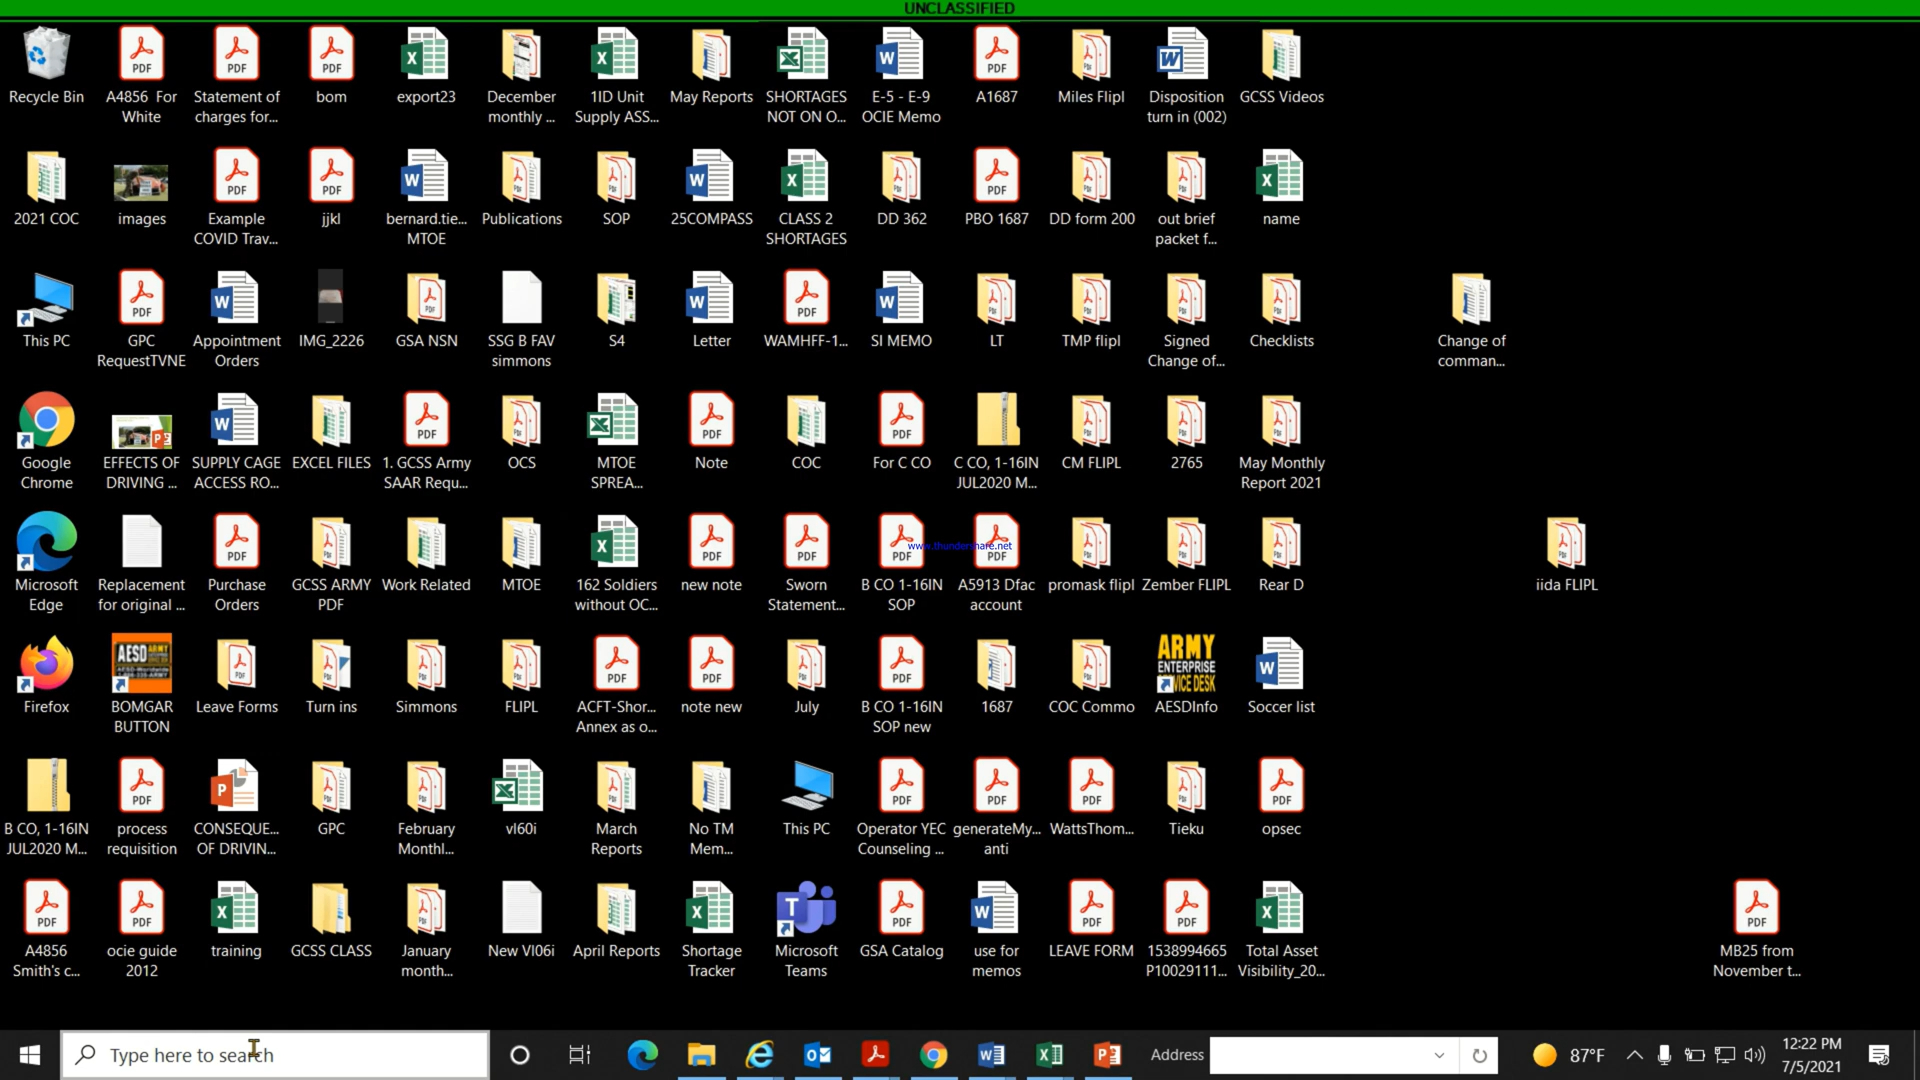 UNCLASSIFIED
Recycle Bin
A4856 For
White
Statement of
charges for...
bom
export23
December
monthly ...
1ID Unit
Supply ASS...
May Reports
SHORTAGES
NOT ON O...
E-5 - E-9
OCIE Memo
A1687
Miles Flipl
Disposition
turn in (002)
GCSS Videos
2021 COC
images
Example
COVID Trav...
jjkl
bernard.tie...
MTOE
Publications
SOP
25COMPASS
CLASS 2
SHORTAGES
DD 362
PBO 1687
DD form 200
out brief
packet f...
name
This PC
GPC
RequestTVNE
Appointment
Orders
IMG_2226
GSA NSN
SSG B FAV
simmons
S4
Letter
WAMHFF-1...
SI MEMO
LT
TMP flipl
Signed
Change of...
Checklists
Change of
comman...
Google
Chrome
EFFECTS OF
DRIVING ...
SUPPLY CAGE
ACCESS RO...
EXCEL FILES
1. GCSS Army
SAAR Requ...
OCS
MTOE
SPREA...
Note
COC
For C CO
C CO, 1-16IN
JUL2020 M...
CM FLIPL
2765
May Monthly
Report 2021
www.thundershare.net
Microsoft
Edge
Replacement
for original ...
Purchase
Orders
GCSS ARMY
PDF
Work Related
MTOE
162 Soldiers
without OC...
new note
Sworn
Statement...
B CO 1-16IN
SOP
A5913 Dfac
account
promask flipl
Zember FLIPL
Rear D
iida FLIPL
Firefox
BOMGAR
BUTTON
Leave Forms
Turn ins
Simmons
FLIPL
ACFT-Shor...
Annex as o...
note new
July
B CO 1-16IN
SOP new
1687
COC Commo
ARMY
ENTERPRISE
VICE DESK
AESDInfo
Soccer list
B CO, 1-16IN
JUL2020 M...
process
requisition
CONSEQUE...
OF DRIVIN...
GPC
February
Monthl...
vl60i
March
Reports
No TM
Mem...
This PC
Operator YEC
Counseling ...
generateMy...
anti
WattsThom...
Tieku
opsec
A4856
Smith's c...
ocie guide
2012
training
GCSS CLASS
January
month...
New Vl06i
April Reports
Shortage
Tracker
Microsoft
Teams
GSA Catalog
use for
memos
LEAVE FORM
1538994665
P10029111...
Total Asset
Visibility_20...
MB25 from
November t...
Type here to search
Address
87°F
12:22 PM
7/5/2021